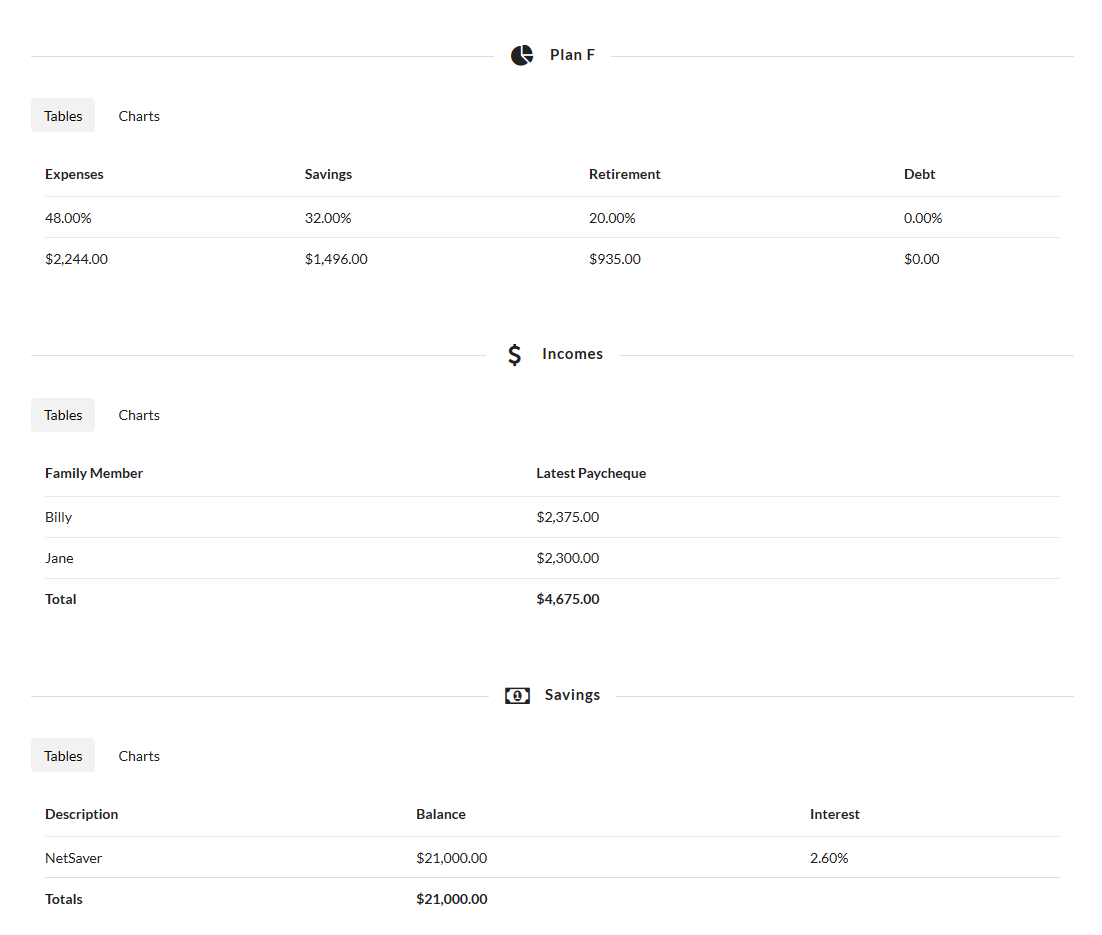 Plan F
Tables Charts
Expenses Savings Retirement Debt
48.00% 32.00% 20.00% 0.00%
$2,244.00 $1,496.00 $935.00 $0.00
Incomes
Tables Charts
Family Member Latest Paycheque
Billy $2,375.00
Jane $2,300.00
Total $4,675.00
Savings
Tables Charts
Description Balance Interest
NetSaver $21,000.00 2.60%
Totals $21,000.00